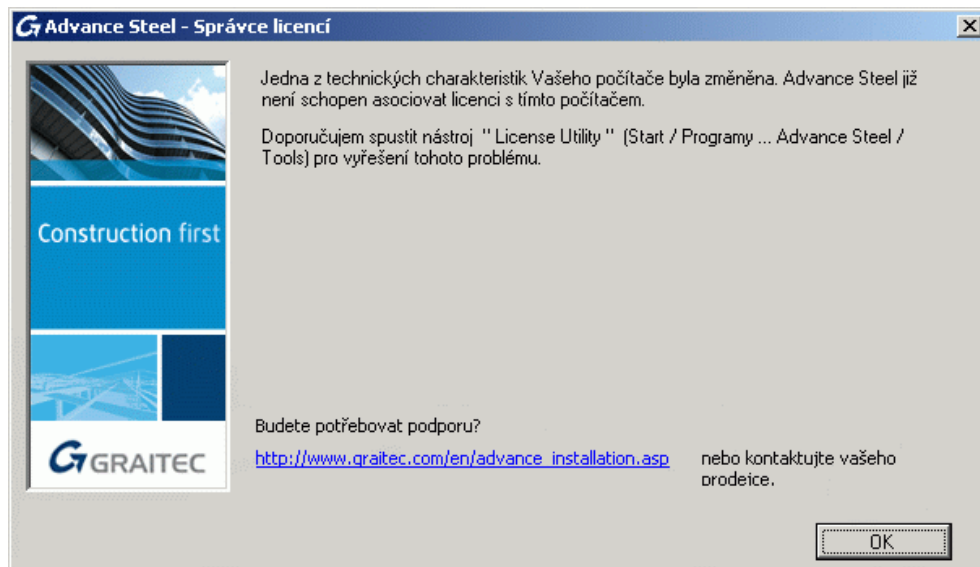 Advance Steel - Správce licencí
Jedna z technických charakteristik Vašeho počítače byla změněna. Advance Steel již
není schopen asociovat licenci s tímto počítačem.
Doporučujem spustit nástroj " License Utility " (Start / Programy ... Advance Steel /
Tools) pro vyřešení tohoto problému.
Construction first
GRAITEC
Budete potřebovat podporu?
http://www.graitec.com/en/advance_installation.asp nebo kontaktujte vašeho
prodejce.
OK